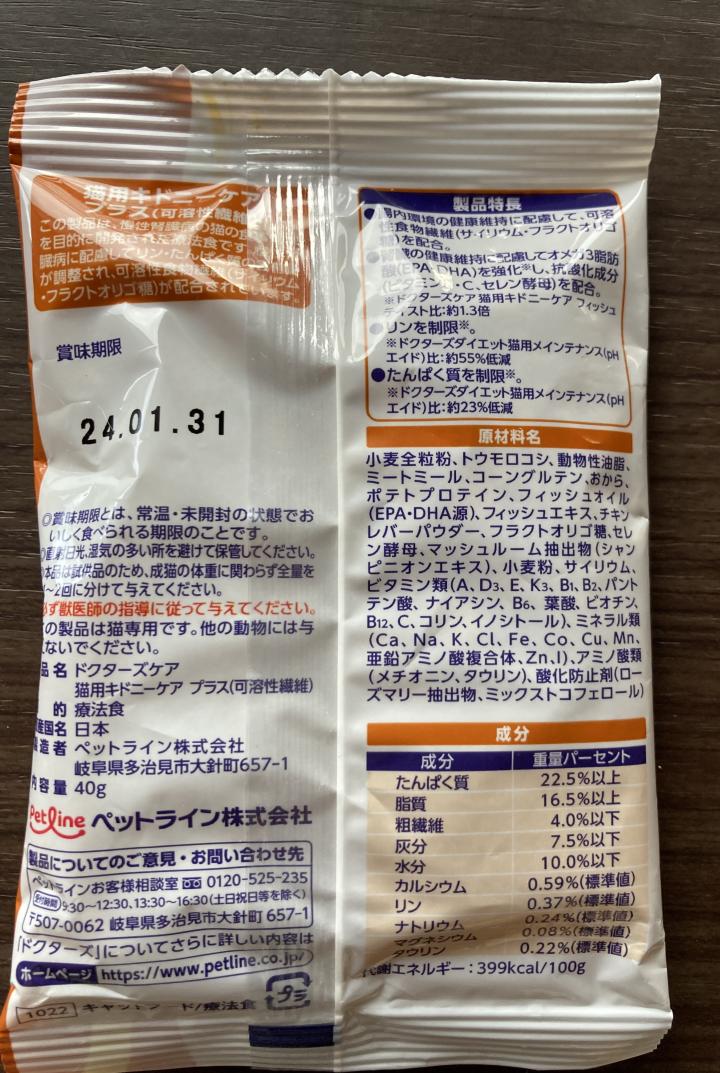 猫用キドニーケア
プラス(可溶性繊維
この製品は、慢性腎臓病の猫の食
を目的に開発された療法食です
臓病に配慮してリン・たんぱく質の
が調整され、可溶性食物繊維(サイリウム
・フラクトオリゴ糖)が配合されています。
賞味期限
24.01.31
◎賞味期限とは、常温・未開封の状態でお
いしく食べられる期限のことです。
直射日光、湿気の多い所を避けて保管してください。
本品は試供品のため、成猫の体重に関わらず全量を
~2回に分けて与えてください。
必ず獣医師の指導に従って与えてください。
の製品は猫専用です。他の動物には与
えないでください。
品名 ドクターズケア
猫用キドニーケア プラス(可溶性繊維)
的 療法食
産国名 日本
造者 ペットライン株式会社
岐阜県多治見市大針町657-1
内容量 40g
Petline ペットライン株式会社
製品についてのご意見・お問い合わせ先
ペットラインお客様相談室 0120-525-235
受付時間 9:30~12:30、13:30~16:30(土日祝日等を除く)
〒507-0062 岐阜県多治見市大針町 657-1
「ドクターズ」についてさらに詳しい内容は
ホームページ https://www.petline.co.jp/
1022 キャットフード/療法食
プラ
製品特長
●腸内環境の健康維持に配慮して、可溶
性食物繊維(サイリウム・フラクトオリゴ
糖)を配合。
●腎臓の健康維持に配慮してオメガ3脂肪
酸(EPA・DHA)を強化※し、抗酸化成分
(ビタミンE・C、セレン酵母)を配合。
※ドクターズケア 猫用キドニーケア フィッシュ
テイスト比:約1.3倍
●リンを制限※。
※ドクターズダイエット猫用メインテナンス(pH
エイド)比:約55%低減
●たんぱく質を制限※。
※ドクターズダイエット猫用メインテナンス(pH
エイド)比:約23%低減
原材料名
小麦全粒粉、トウモロコシ、動物性油脂、
ミートミール、コーングルテン、おから、
ポテトプロテイン、フィッシュオイル
(EPA・DHA源)、フィッシュエキス、チキン
レバーパウダー、フラクトオリゴ糖、セレ
ン酵母、マッシュルーム抽出物(シャン
ピニオンエキス)、小麦粉、サイリウム、
ビタミン類(A、D3、E、K3、B1、B2、パント
テン酸、ナイアシン、B6、葉酸、ビオチン、
B12、C、コリン、イノシトール)、ミネラル類
(Ca、Na、K、Cl、Fe、Co、Cu、Mn、
亜鉛アミノ酸複合体、Zn、I)、アミノ酸類
(メチオニン、タウリン)、酸化防止剤(ロー
ズマリー抽出物、ミックストコフェロール)
成分
成分 重量パーセント
たんぱく質 22.5%以上
脂質 16.5%以上
粗繊維 4.0%以下
灰分 7.5%以下
水分 10.0%以下
カルシウム 0.59%(標準値)
リン 0.37%(標準値)
ナトリウム 0.24%(標準値)
マグネシウム 0.08%(標準値)
タウリン 0.22%(標準値)
代謝エネルギー:399kcal/100g